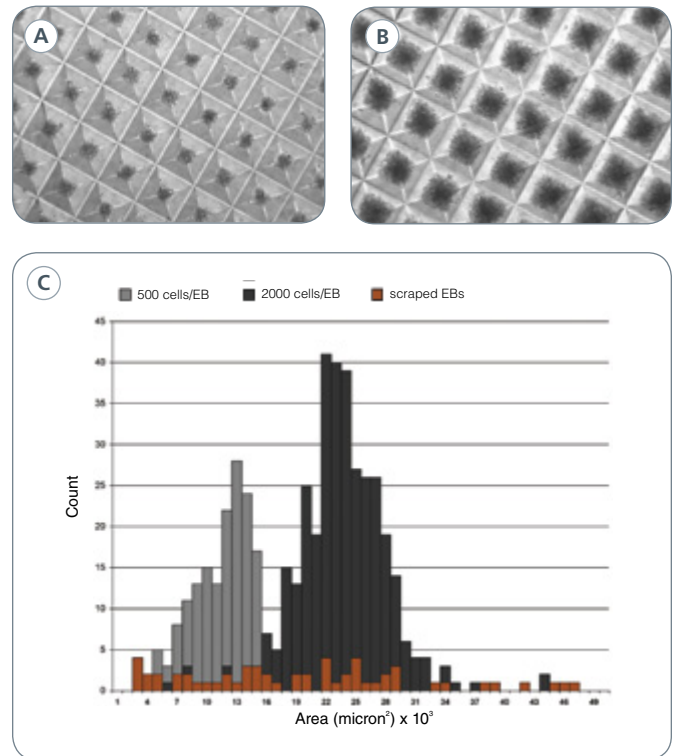 A
B
C
500 cells/EB
2000 cells/EB
scraped EBs
45
40
35
30
25
20
15
10
5
0
Count
1 4 7 10 13 16 19 22 25 28 31 34 37 40 43 46 49
Area (micron²) x 10³